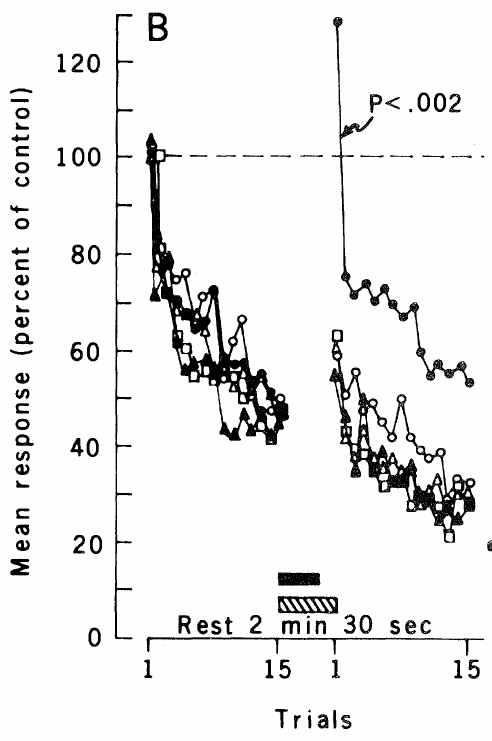 B
120
100
80
60
40
20
0
Mean response (percent of control)
P<.002
Rest 2 min 30 sec
1 15 1 15
Trials